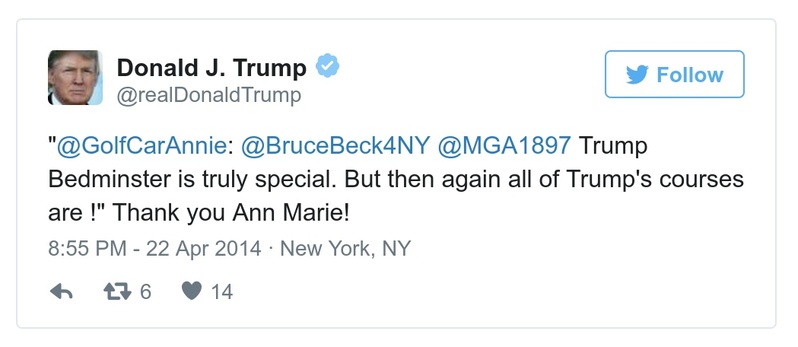 Donald J. Trump
@realDonaldTrump
Follow
"@GolfCarAnnie: @BruceBeck4NY @MGA1897 Trump
Bedminster is truly special. But then again all of Trump's courses
are !" Thank you Ann Marie!
8:55 PM - 22 Apr 2014 · New York, NY
6 14